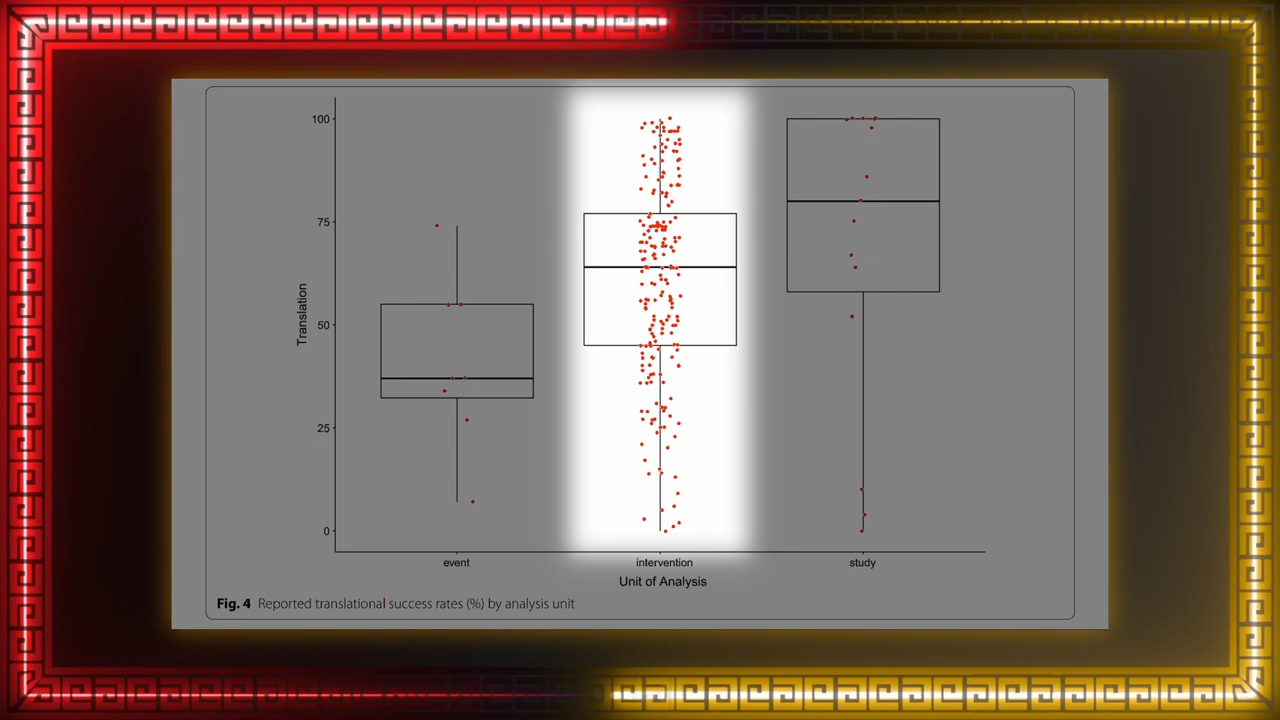 100
75
50
25
0
Translation
event
intervention
study
Unit of Analysis
Fig. 4 Reported translational success rates (%) by analysis unit